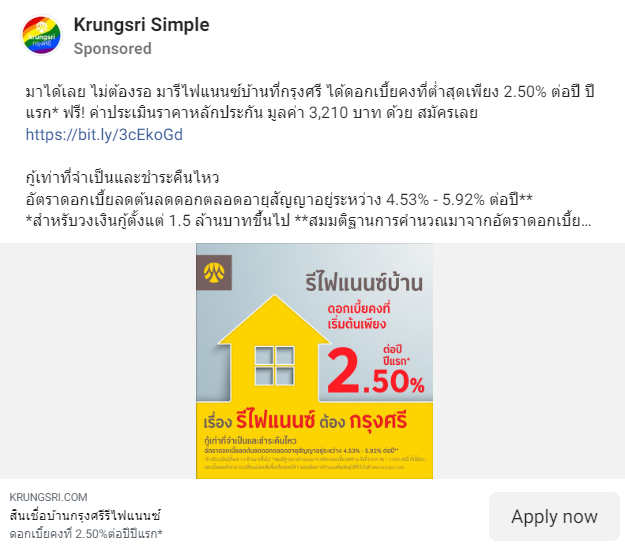 Krungsri Simple
Sponsored
krungsri
กรุงศรี
มาได้เลย ไม่ต้องรอ มารีไฟแนนซ์บ้านที่กรุงศรี ได้ดอกเบี้ยคงที่ต่ำสุดเพียง 2.50% ต่อปี ปี
แรก* ฟรี! ค่าประเมินราคาหลักประกัน มูลค่า 3,210 บาท ด้วย สมัครเลย
https://bit.ly/3cEkoGd
กู้เท่าที่จำเป็นและชำระคืนไหว
อัตราดอกเบี้ยลดต้นลดดอกตลอดอายุสัญญาอยู่ระหว่าง 4.53% - 5.92% ต่อปี**
*สำหรับวงเงินกู้ตั้งแต่ 1.5 ล้านบาทขึ้นไป **สมมติฐานการคำนวณมาจากอัตราดอกเบี้ย...
รีไฟแนนซ์บ้าน
ดอกเบี้ยคงที่
เริ่มต้นเพียง
2.50%
ต่อปี
ปีแรก*
เรื่อง รีไฟแนนซ์ ต้อง กรุงศรี
กู้เท่าที่จำเป็นและชำระคืนไหว
อัตราดอกเบี้ยลดต้นลดดอกตลอดอายุสัญญาอยู่ระหว่าง 4.53% - 5.92% ต่อปี**
KRUNGSRI.COM
สินเชื่อบ้านกรุงศรีรีไฟแนนซ์
ดอกเบี้ยคงที่ 2.50%ต่อปีปีแรก*
Apply now